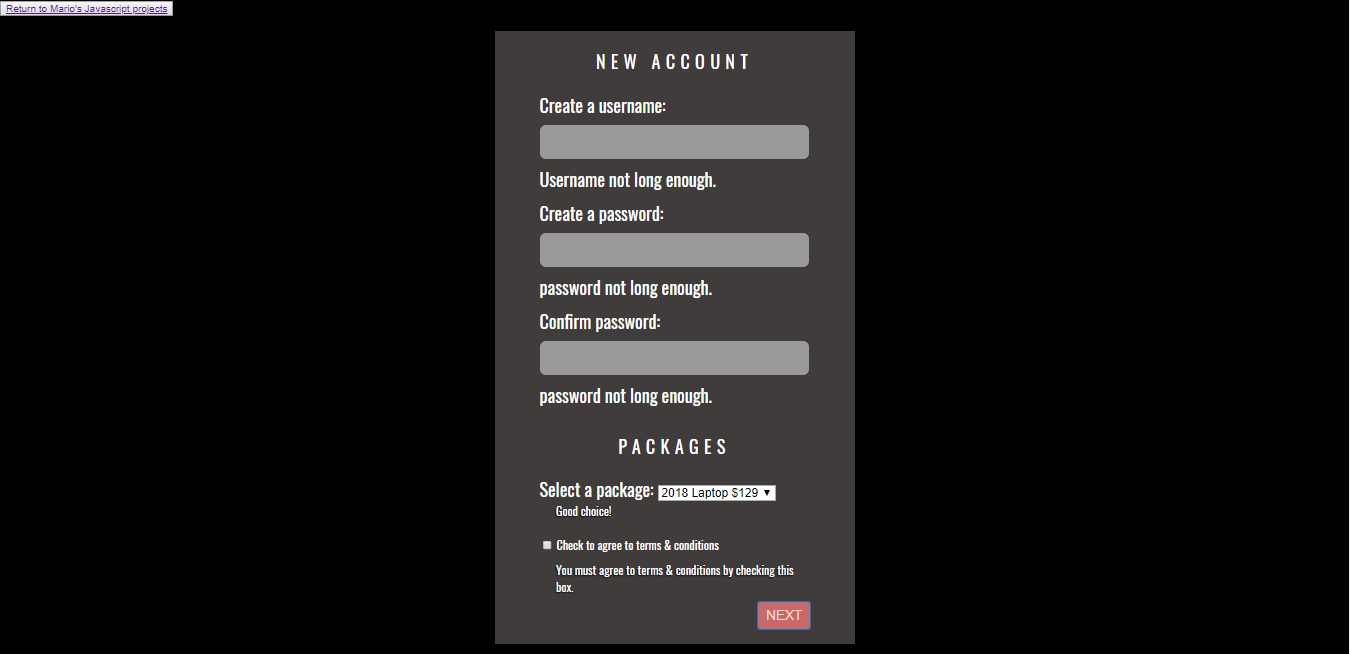 Return to Mario's Javascript projects
NEW ACCOUNT
Create a username:
Username not long enough.
Create a password:
password not long enough.
Confirm password:
password not long enough.
PACKAGES
Select a package: 2018 Laptop $129
Good choice!
Check to agree to terms & conditions
You must agree to terms & conditions by checking this
box.
NEXT